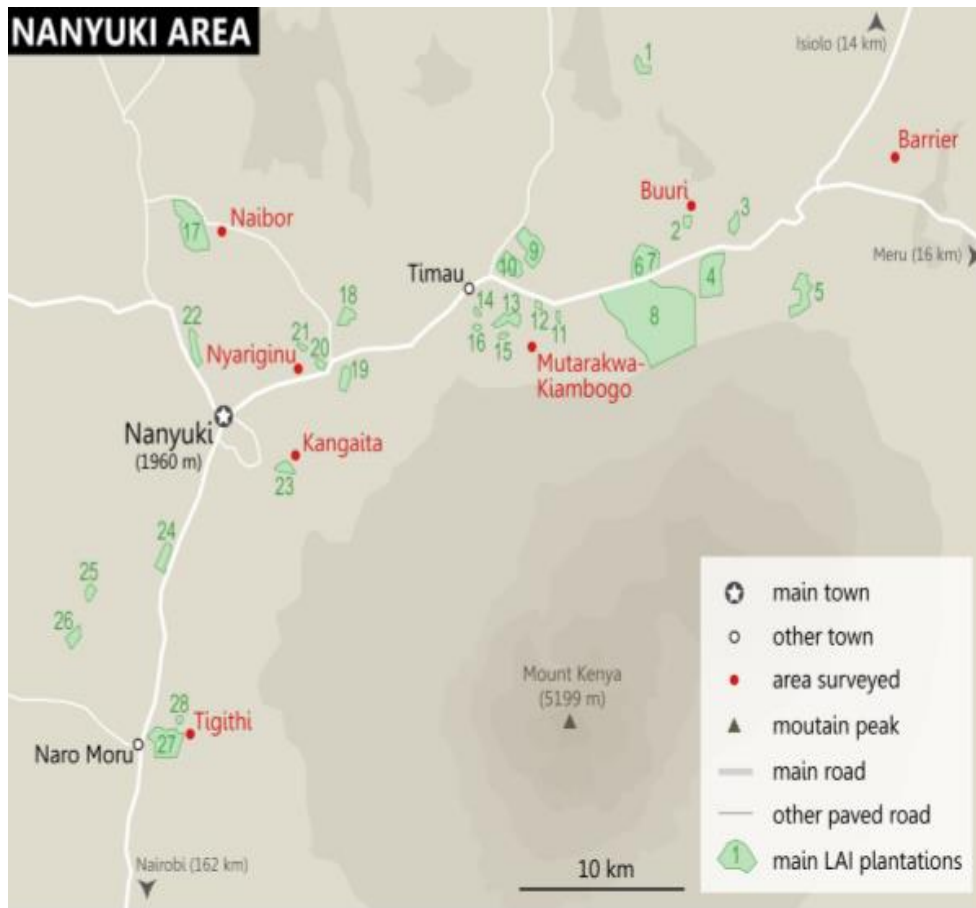 NANYUKI AREA
Isiolo (14 km)
1
Barrier
Buuri
3
2
17
Naibor
9
Meru (16 km)
10
6
7
4
Timau
5
18
14
13
8
12
11
22
21
20
16
15
Nyariginu
19
Mutarakwa-
Kiambogo
Nanyuki
(1960 m)
Kangaita
23
24
25
26
main town
other town
Mount Kenya
(5199 m)
area surveyed
28
Tigithi
moutain peak
27
Naro Moru
main road
other paved road
Nairobi (162 km)
10 km
1
main LAI plantations